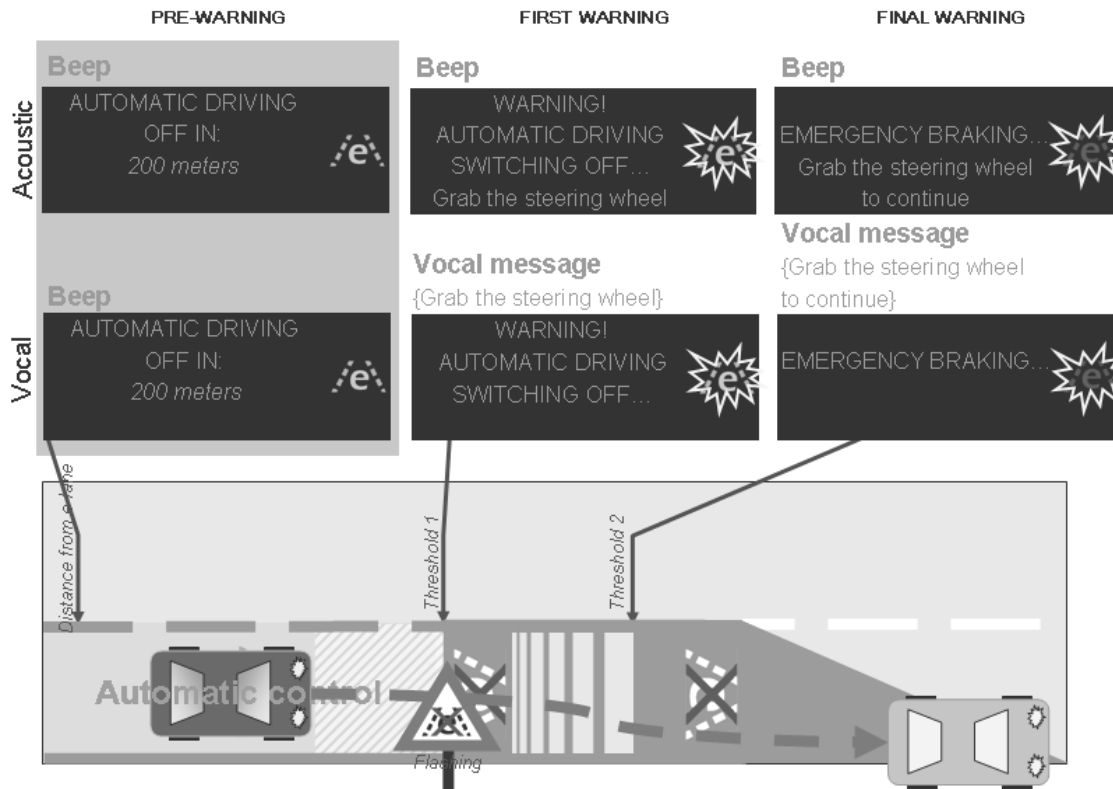 PRE-WARNING
FIRST WARNING
FINAL WARNING
Acoustic
Beep
AUTOMATIC DRIVING
OFF IN:
200 meters
e
Beep
WARNING!
AUTOMATIC DRIVING
SWITCHING OFF...
Grab the steering wheel
e
Beep
EMERGENCY BRAKING...
Grab the steering wheel
to continue
e
Vocal
Beep
AUTOMATIC DRIVING
OFF IN:
200 meters
e
Vocal message
{Grab the steering wheel}
WARNING!
AUTOMATIC DRIVING
SWITCHING OFF...
e
Vocal message
{Grab the steering wheel
to continue}
EMERGENCY BRAKING...
e
Distance from e-lane
Threshold 1
Threshold 2
Automatic control
Flashing